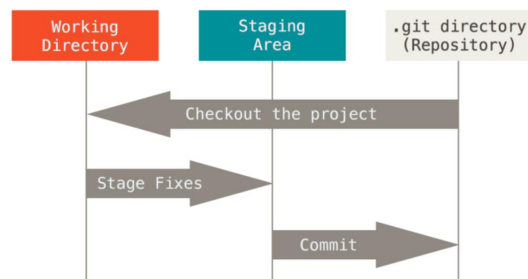 Working
Directory
Staging
Area
.git directory
(Repository)
Checkout the project
Stage Fixes
Commit